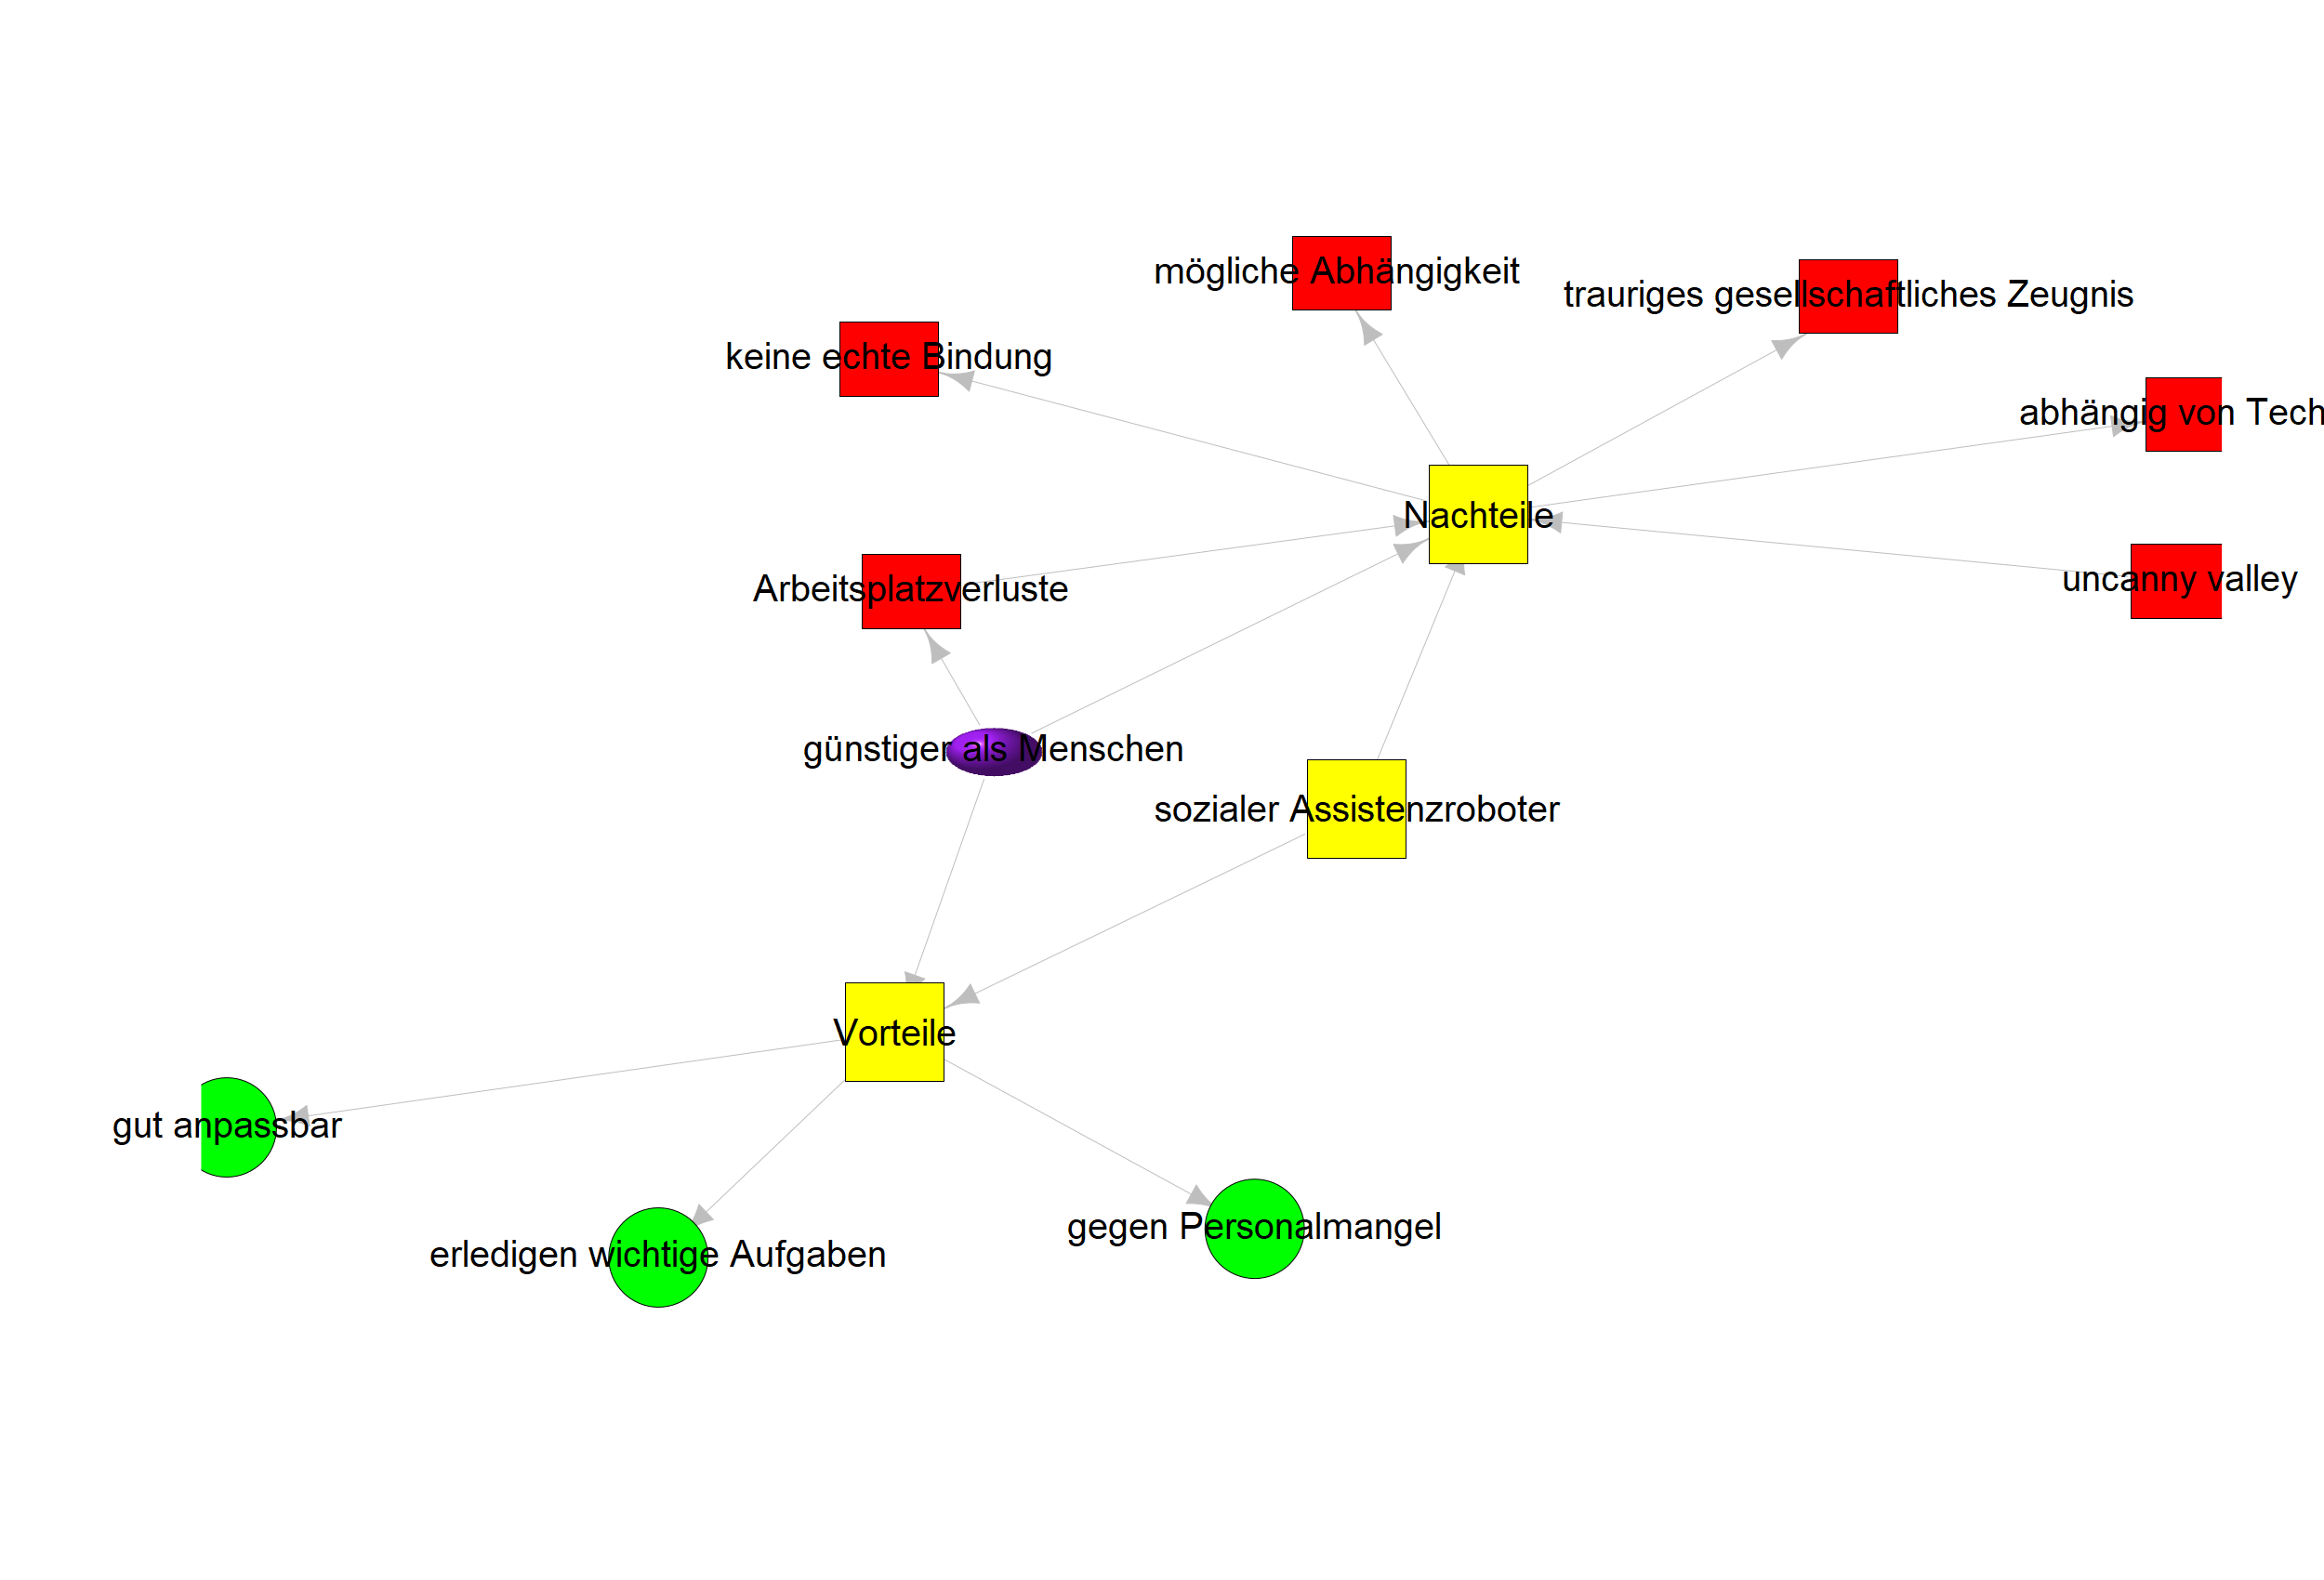 mögliche Abhängigkeit
trauriges gesellschaftliches Zeugnis
keine echte Bindung
abhängig von Tech
Nachteile
uncanny valley
Arbeitsplatzverluste
günstiger als Menschen
sozialer Assistenzroboter
Vorteile
gut anpassbar
gegen Personalmangel
erledigen wichtige Aufgaben